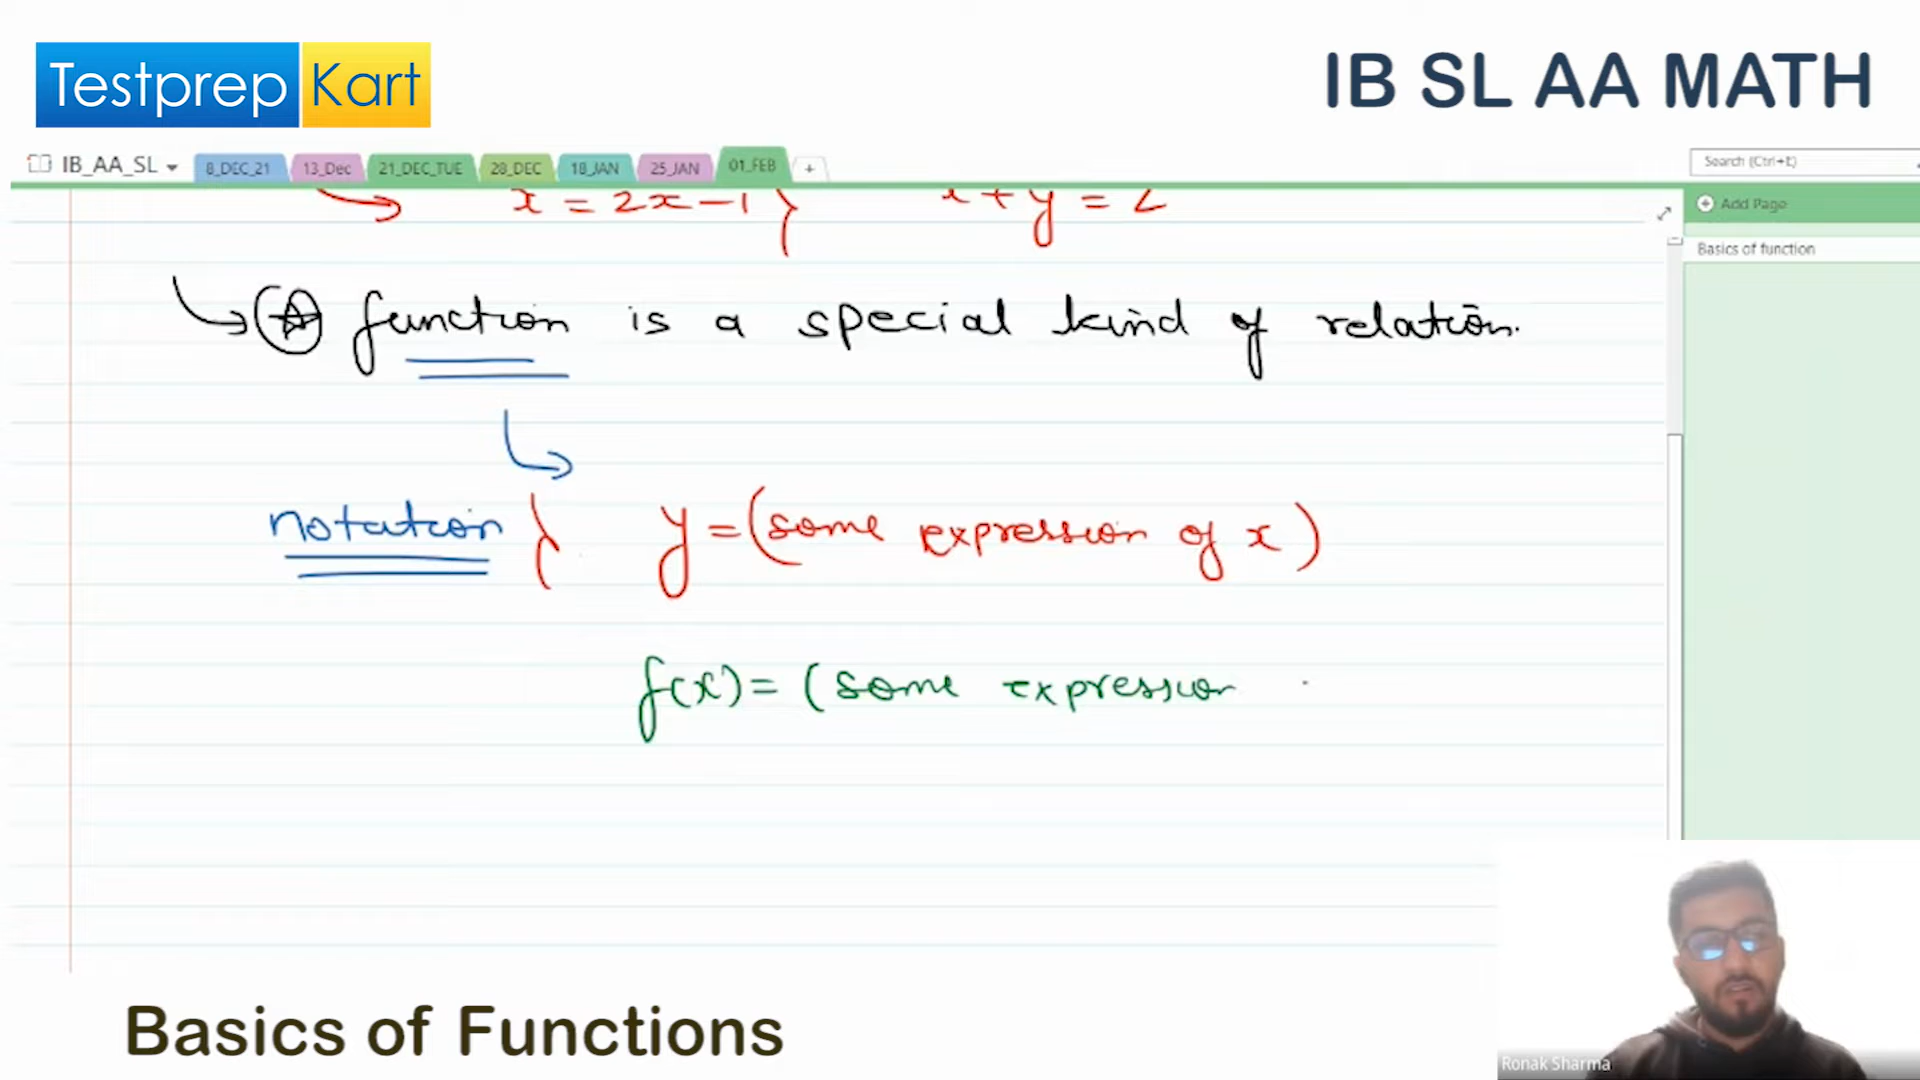 Testprep Kart
IB SL AA MATH
IB_AA_SL 8_DEC_21 13_Dec 21_DEC_TUE 28_DEC 18_JAN 25_JAN 01_FEB +
Search (Ctrl+E)
Add Page
Basics of function
x = 2x-1 } x+y = 2
function is a special kind of relation.
notation } y = (some expression of x)
f(x) = (some expression
Basics of Functions
Ronak Sharma